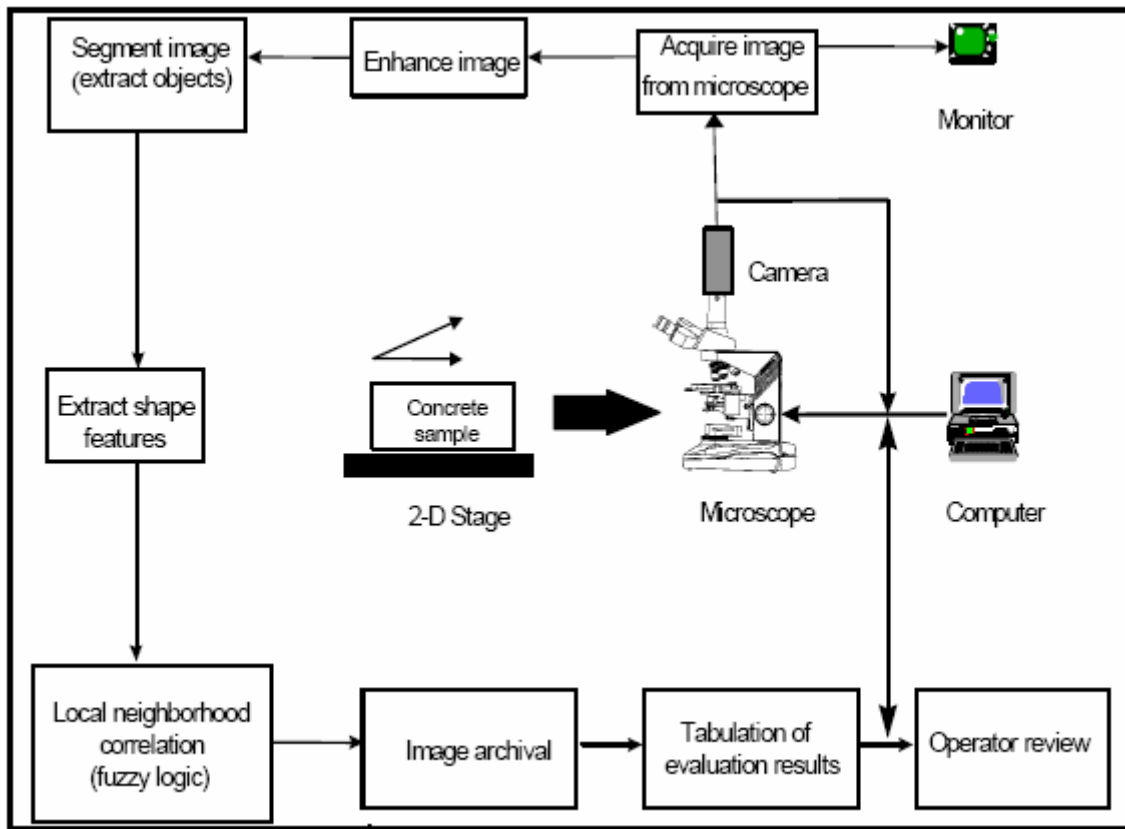 Segment image
(extract objects)
Enhance image
Acquire image
from microscope
Monitor
Camera
Extract shape
features
Concrete
sample
2-D Stage
Microscope
Computer
Local neighborhood
correlation
(fuzzy logic)
Image archival
Tabulation of
evaluation results
Operator review